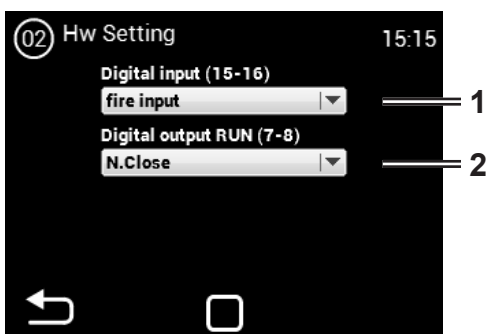 02 Hw Setting 15:15
Digital input (15-16)
fire input 1
Digital output RUN (7-8)
N.Close 2